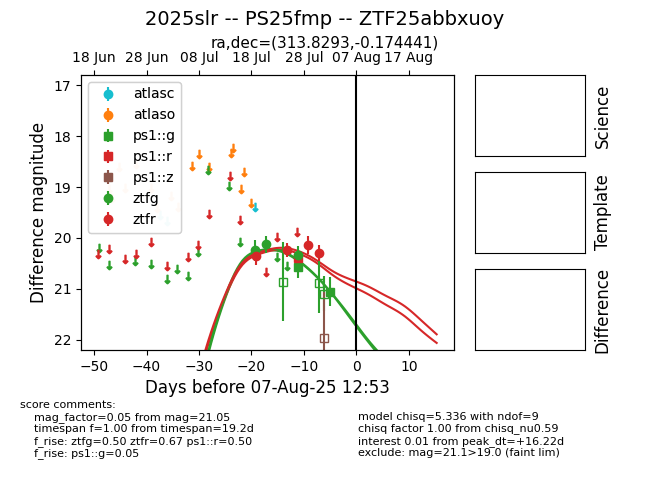 2025slr -- PS25fmp -- ZTF25abbxuoy
ra,dec=(313.8293,-0.174441)
18 Jun 28 Jun 08 Jul 18 Jul 28 Jul 07 Aug 17 Aug
17
18
19
20
21
22
Difference magnitude
atlasc
atlaso
ps1::g
ps1::r
ps1::z
ztfg
ztfr
−50 −40 −30 −20 −10 0 10
Days before 07-Aug-25 12:53
Science
Template
Difference
score comments:
mag_factor=0.05 from mag=21.05
timespan f=1.00 from timespan=19.2d
f_rise: ztfg=0.50 ztfr=0.67 ps1::r=0.50
f_rise: ps1::g=0.05
model chisq=5.336 with ndof=9
chisq factor 1.00 from chisq_nu0.59
interest 0.01 from peak_dt=+16.22d
exclude: mag=21.1>19.0 (faint lim)